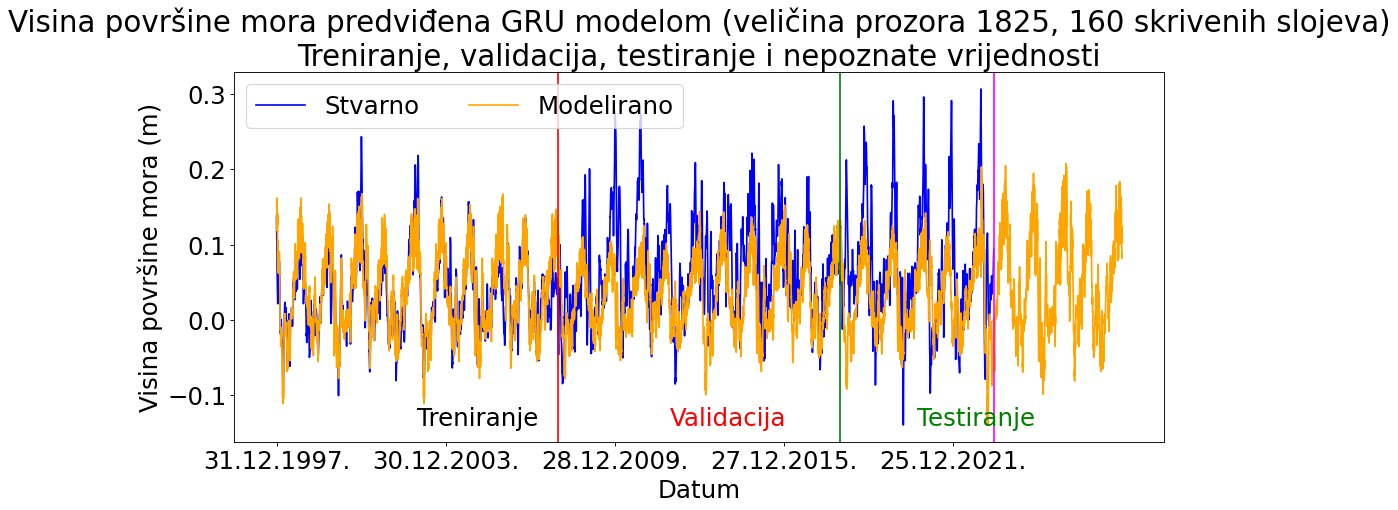 Visina površine mora predviđena GRU modelom (veličina prozora 1825, 160 skrivenih slojeva)
Treniranje, validacija, testiranje i nepoznate vrijednosti
Stvarno
Modelirano
Visina površine mora (m)
0.3
0.2
0.1
0.0
−0.1
Treniranje
Validacija
Testiranje
31.12.1997.
30.12.2003.
28.12.2009.
27.12.2015.
25.12.2021.
Datum